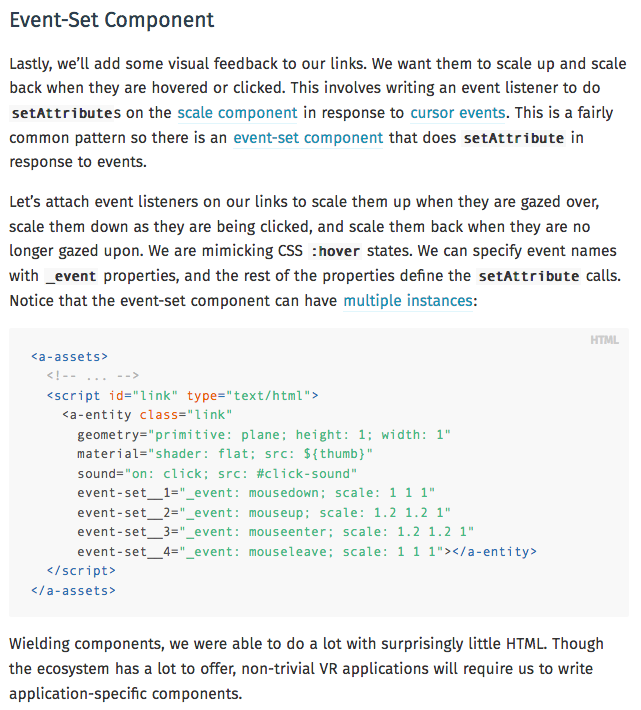 Event-Set Component
Lastly, we’ll add some visual feedback to our links. We want them to scale up and scale
back when they are hovered or clicked. This involves writing an event listener to do
setAttributes on the scale component in response to cursor events. This is a fairly
common pattern so there is an event-set component that does setAttribute in
response to events.
Let’s attach event listeners on our links to scale them up when they are gazed over,
scale them down as they are being clicked, and scale them back when they are no
longer gazed upon. We are mimicking CSS :hover states. We can specify event names
with _event properties, and the rest of the properties define the setAttribute calls.
Notice that the event-set component can have multiple instances:
HTML
<a-assets>
<!-- ... -->
<script id="link" type="text/html">
<a-entity class="link"
geometry="primitive: plane; height: 1; width: 1"
material="shader: flat; src: ${thumb}"
sound="on: click; src: #click-sound"
event-set__1="_event: mousedown; scale: 1 1 1"
event-set__2="_event: mouseup; scale: 1.2 1.2 1"
event-set__3="_event: mouseenter; scale: 1.2 1.2 1"
event-set__4="_event: mouseleave; scale: 1 1 1"></a-entity>
</script>
</a-assets>
Wielding components, we were able to do a lot with surprisingly little HTML. Though
the ecosystem has a lot to offer, non-trivial VR applications will require us to write
application-specific components.